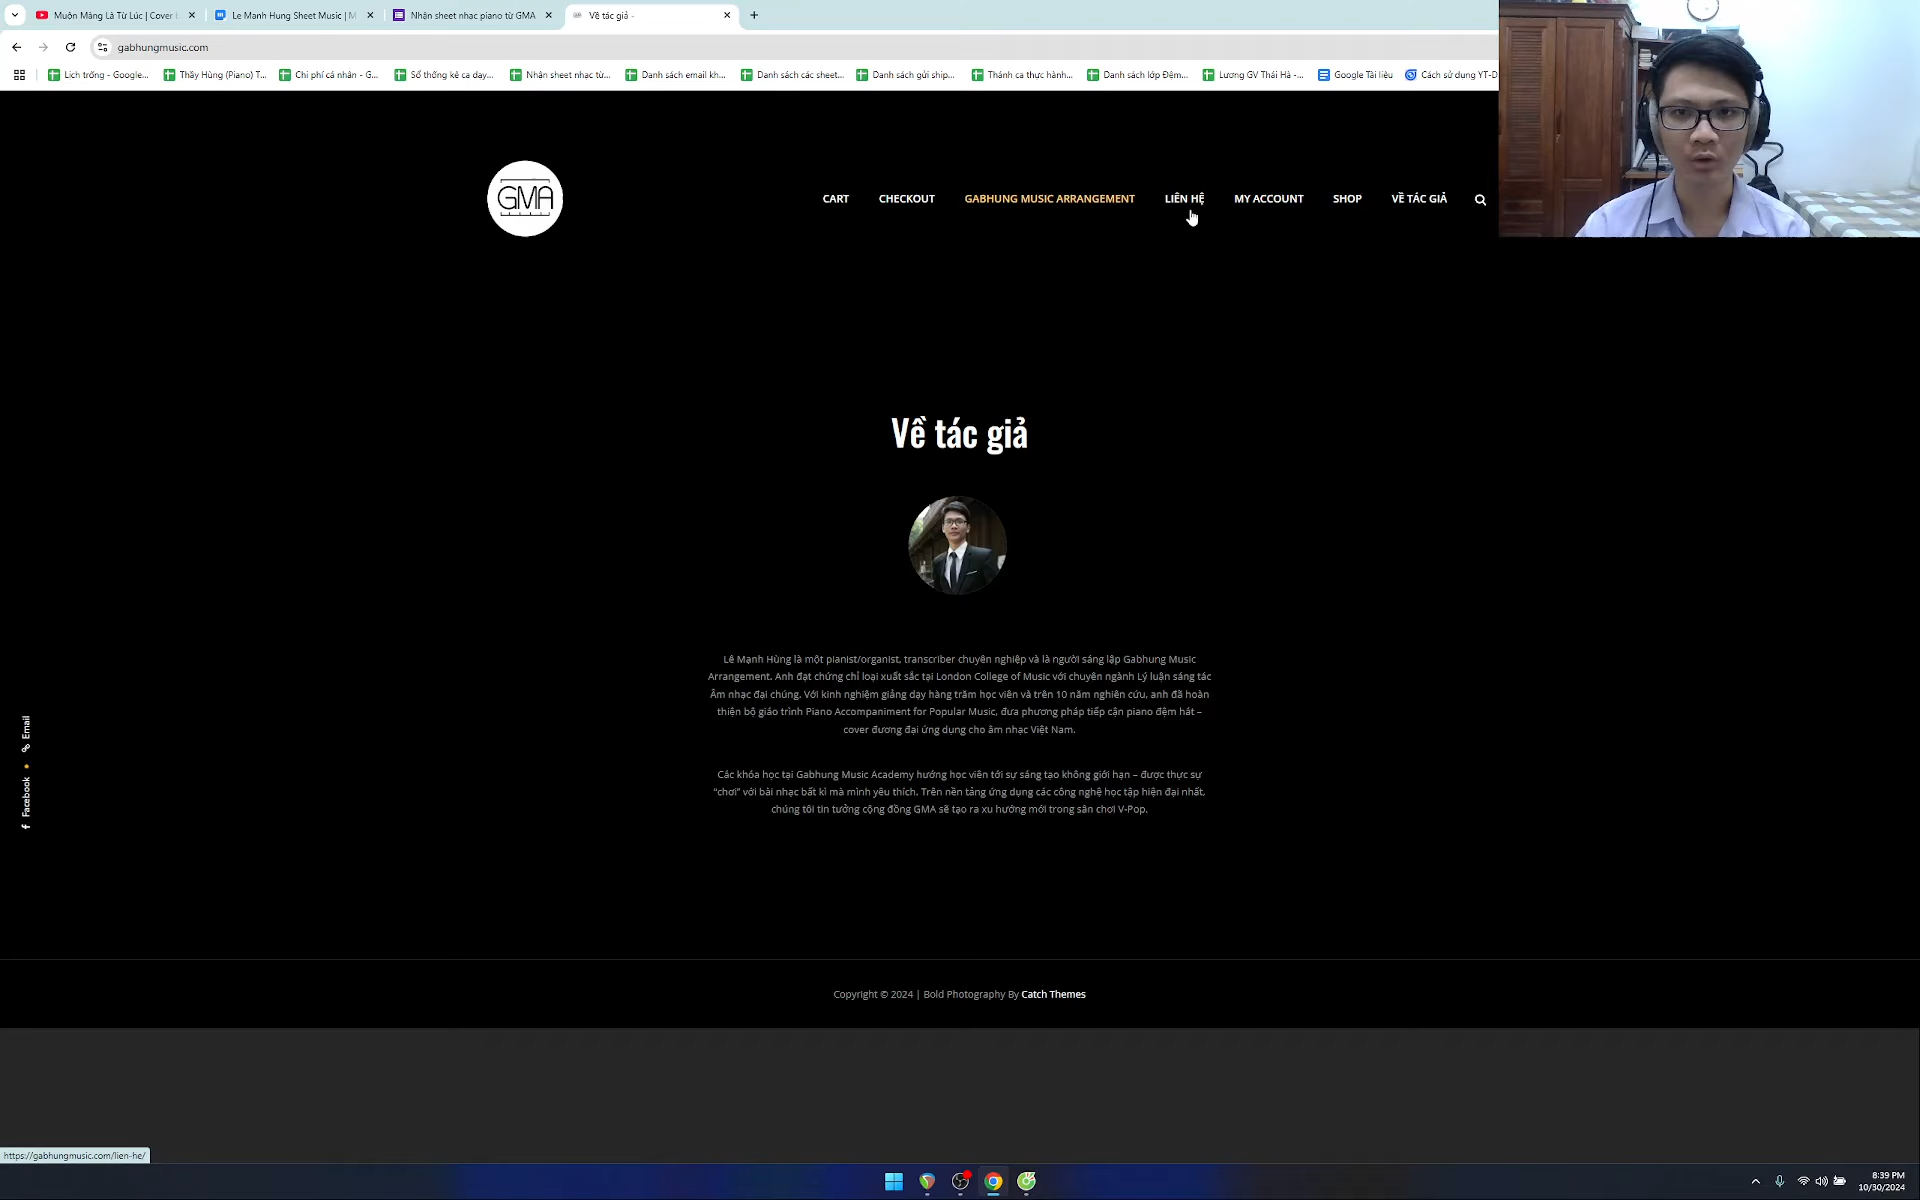 Muộn Màng Là Từ Lúc | Cover
Le Manh Hung Sheet Music | M
Nhận sheet nhạc piano từ GMA
Về tác giả -
gabhungmusic.com
Lịch trống - Google...
Thầy Hùng (Piano) T...
Chi phí cá nhân - G...
Sổ thống kê ca dạy...
Nhận sheet nhạc từ...
Danh sách email kh...
Danh sách các sheet...
Danh sách gửi ship...
Thánh ca thực hành...
Danh sách lớp Đệm...
Lương GV Thái Hà -...
Google Tài liệu
Cách sử dụng YT-D
GMA
CART
CHECKOUT
GABHUNG MUSIC ARRANGEMENT
LIÊN HỆ
MY ACCOUNT
SHOP
VỀ TÁC GIẢ
Về tác giả
Lê Mạnh Hùng là một pianist/organist, transcriber chuyên nghiệp và là người sáng lập Gabhung Music
Arrangement. Anh đạt chứng chỉ loại xuất sắc tại London College of Music với chuyên ngành Lý luận sáng tác
Âm nhạc đại chúng. Với kinh nghiệm giảng dạy hàng trăm học viên và trên 10 năm nghiên cứu, anh đã hoàn
thiện bộ giáo trình Piano Accompaniment for Popular Music, đưa phương pháp tiếp cận piano đệm hát –
cover đương đại ứng dụng cho âm nhạc Việt Nam.
Các khóa học tại Gabhung Music Academy hướng học viên tới sự sáng tạo không giới hạn – được thực sự
“chơi” với bài nhạc bất kì mà mình yêu thích. Trên nền tảng ứng dụng các công nghệ học tập hiện đại nhất,
chúng tôi tin tưởng cộng đồng GMA sẽ tạo ra xu hướng mới trong sân chơi V-Pop.
Email
Facebook
Copyright © 2024 | Bold Photography By Catch Themes
https://gabhungmusic.com/lien-he/
8:39 PM
10/30/2024